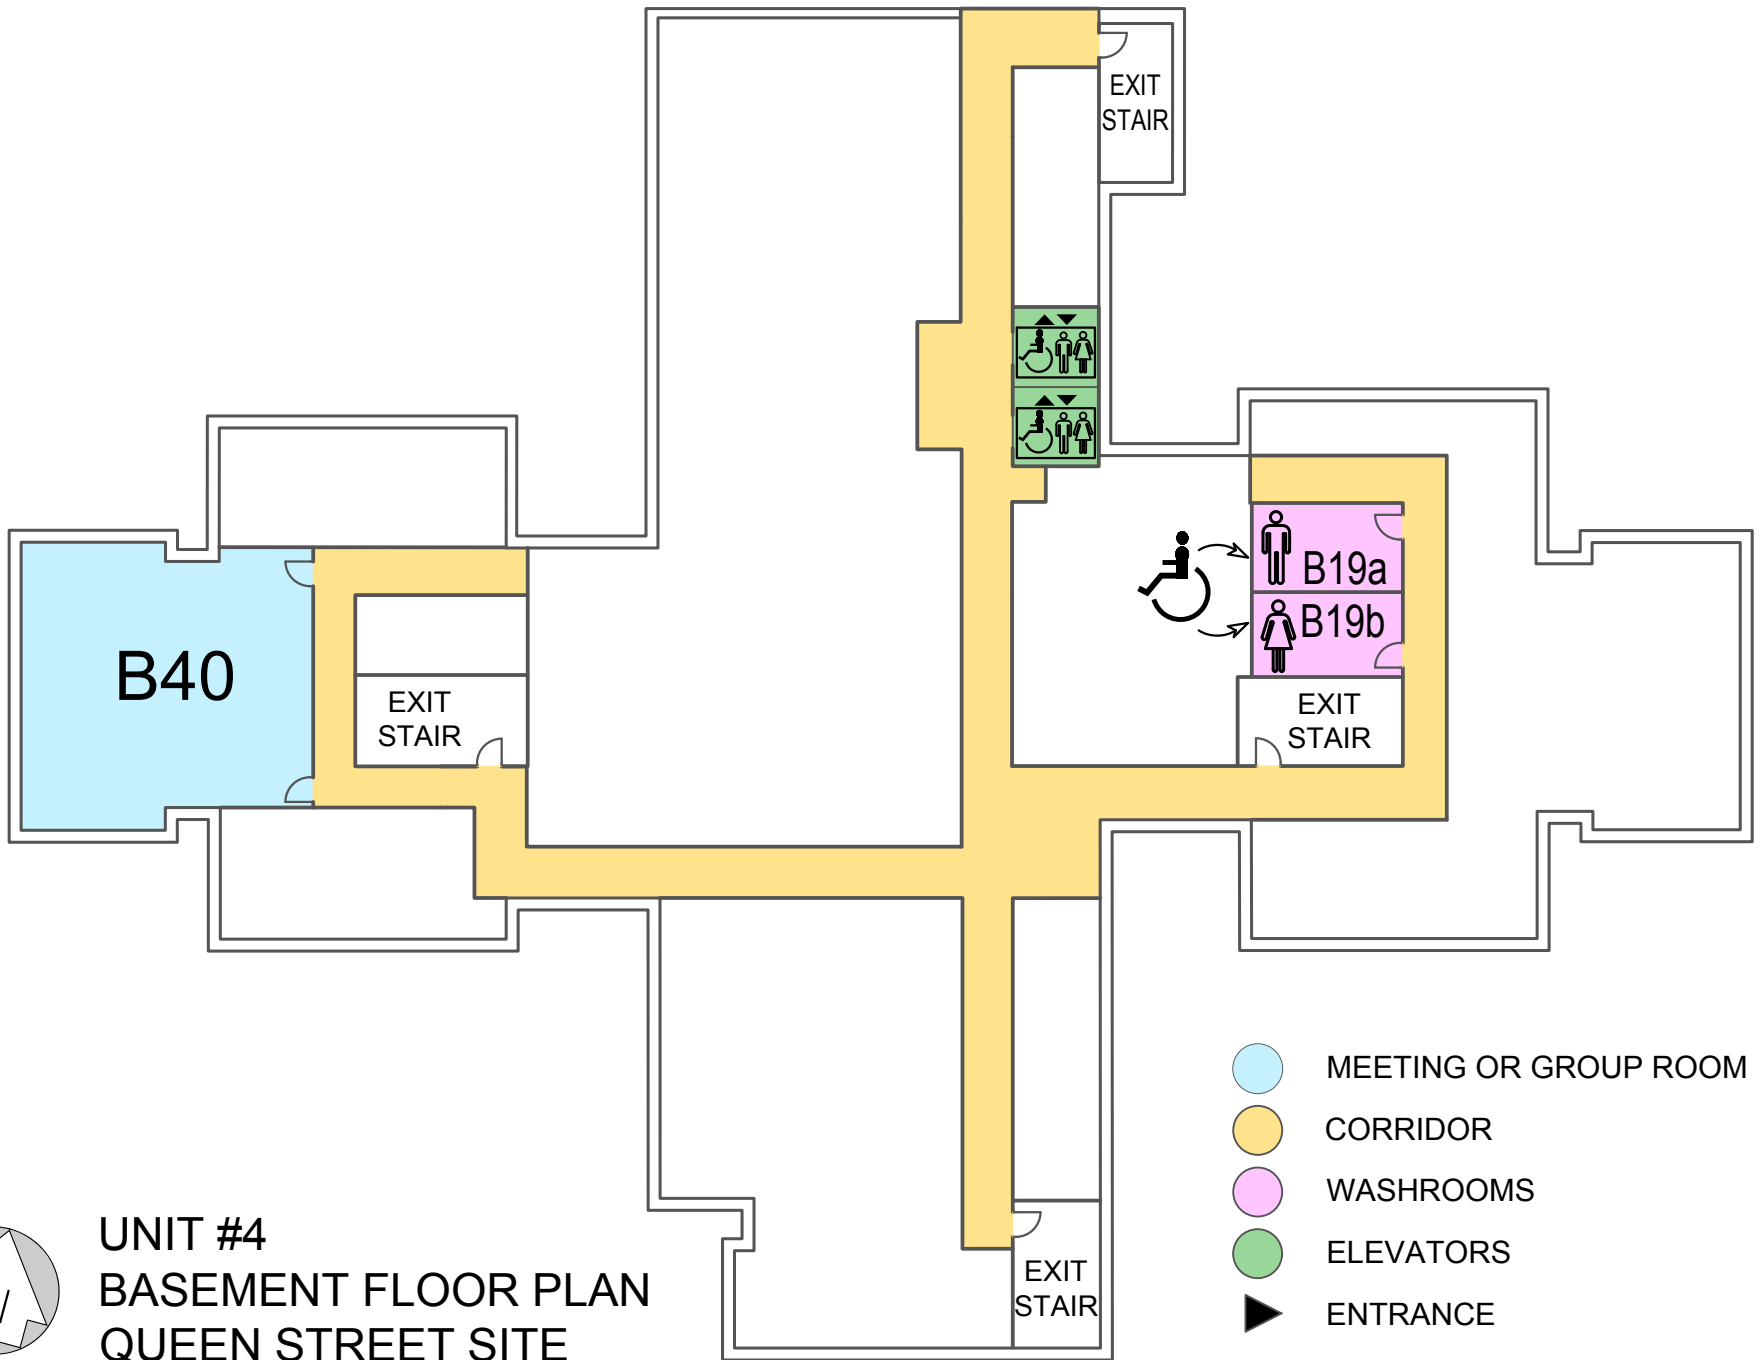 EXIT
STAIR
B19a
B19b
B40
EXIT
STAIR
EXIT
STAIR
EXIT
STAIR
MEETING OR GROUP ROOM
CORRIDOR
WASHROOMS
ELEVATORS
ENTRANCE
UNIT #4
BASEMENT FLOOR PLAN
QUEEN STREET SITE